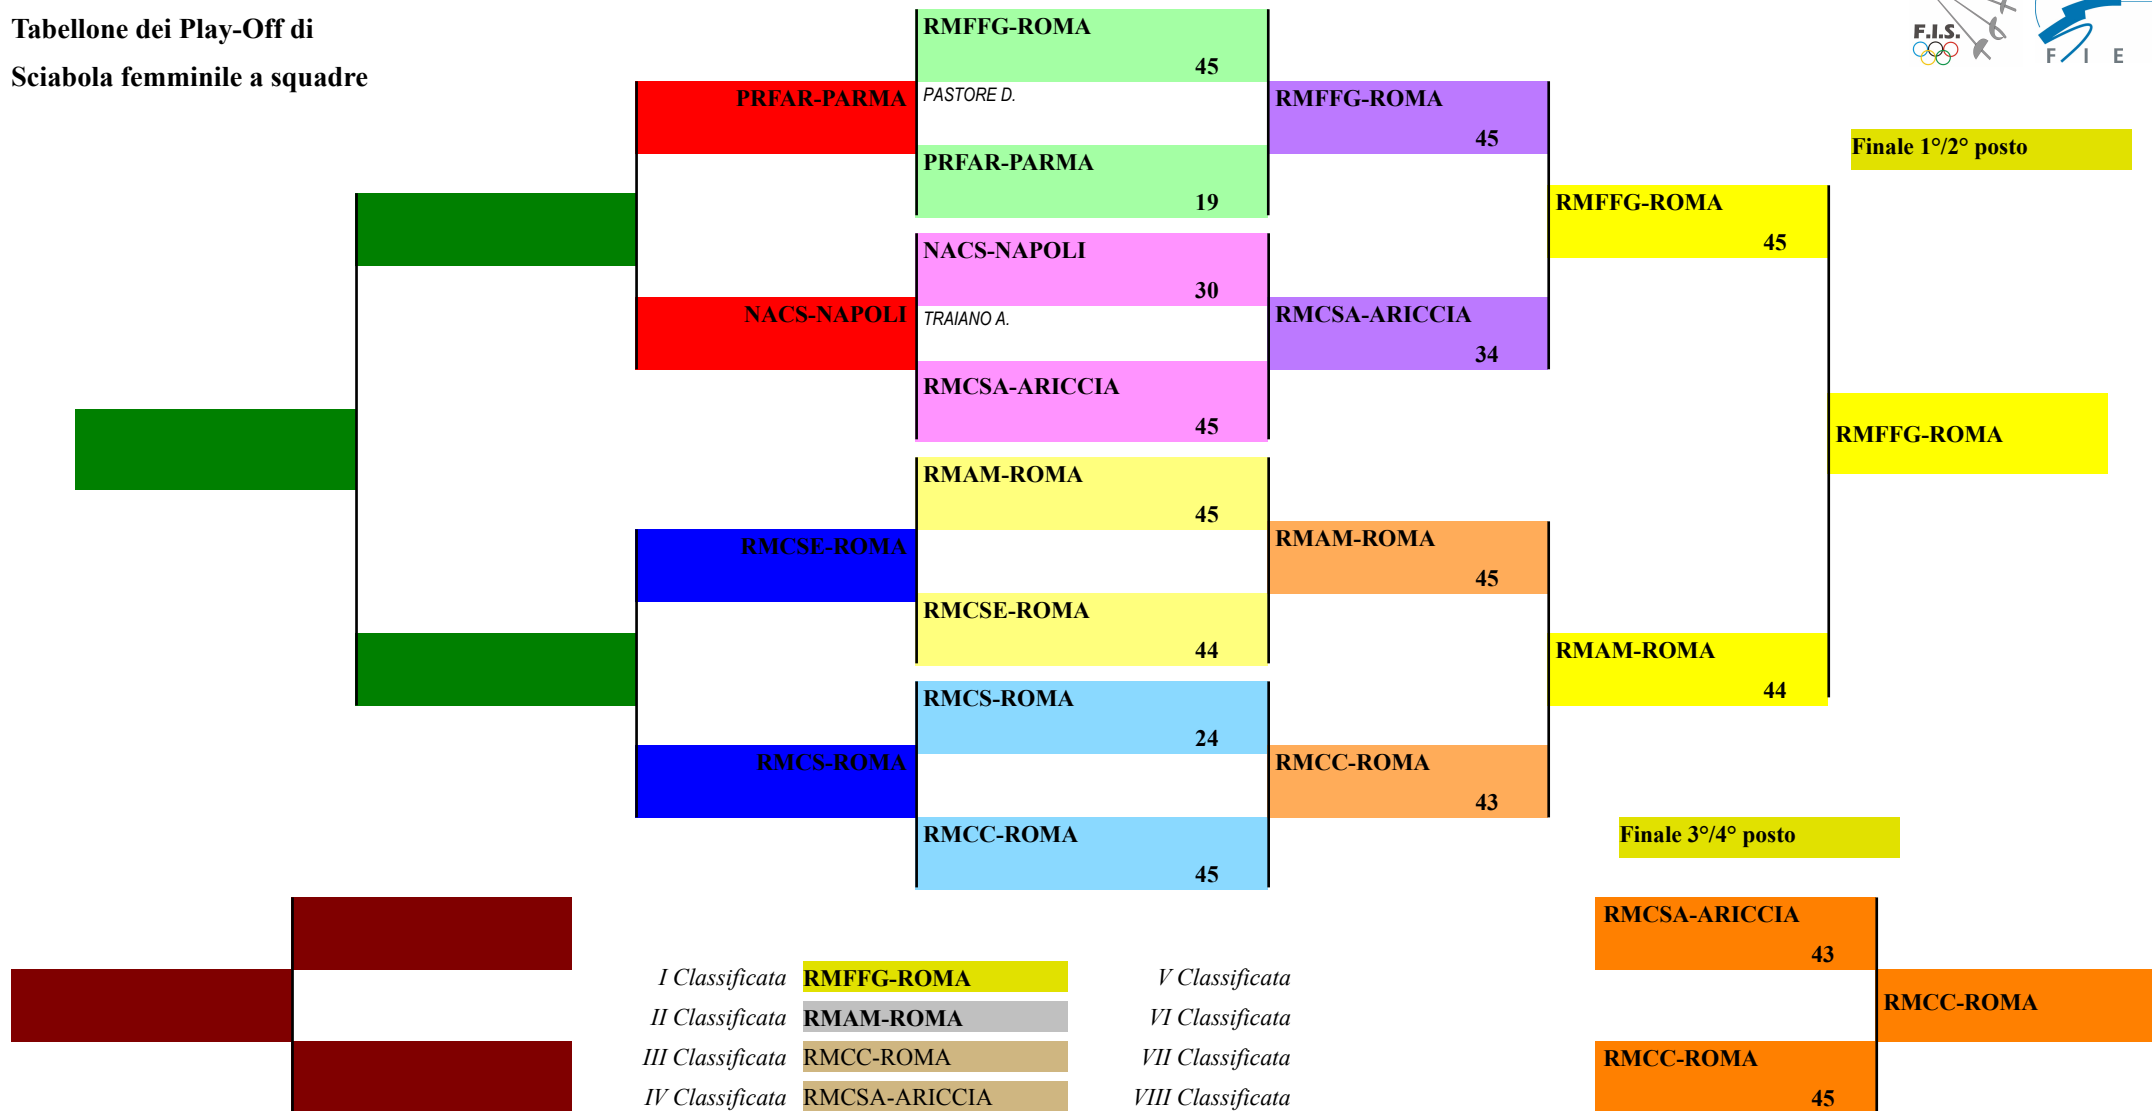 Tabellone dei Play-Off di
Sciabola femminile a squadre
F.I.S.
F I E
RMFFG-ROMA
45
PRFAR-PARMA
PASTORE D.
RMFFG-ROMA
45
Finale 1°/2° posto
PRFAR-PARMA
19
RMFFG-ROMA
45
NACS-NAPOLI
30
NACS-NAPOLI
TRAIANO A.
RMCSA-ARICCIA
34
RMCSA-ARICCIA
45
RMFFG-ROMA
RMAM-ROMA
45
RMCSE-ROMA
RMAM-ROMA
45
RMCSE-ROMA
44
RMAM-ROMA
44
RMCS-ROMA
24
RMCS-ROMA
RMCC-ROMA
43
RMCC-ROMA
45
Finale 3°/4° posto
RMCSA-ARICCIA
43
RMCC-ROMA
RMCC-ROMA
45
I Classificata RMFFG-ROMA V Classificata
II Classificata RMAM-ROMA VI Classificata
III Classificata RMCC-ROMA VII Classificata
IV Classificata RMCSA-ARICCIA VIII Classificata